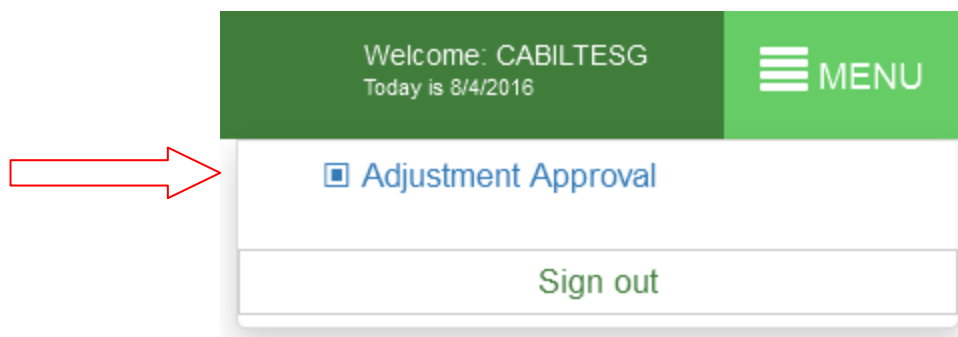 Welcome: CABILTESG
Today is 8/4/2016
MENU
Adjustment Approval
Sign out